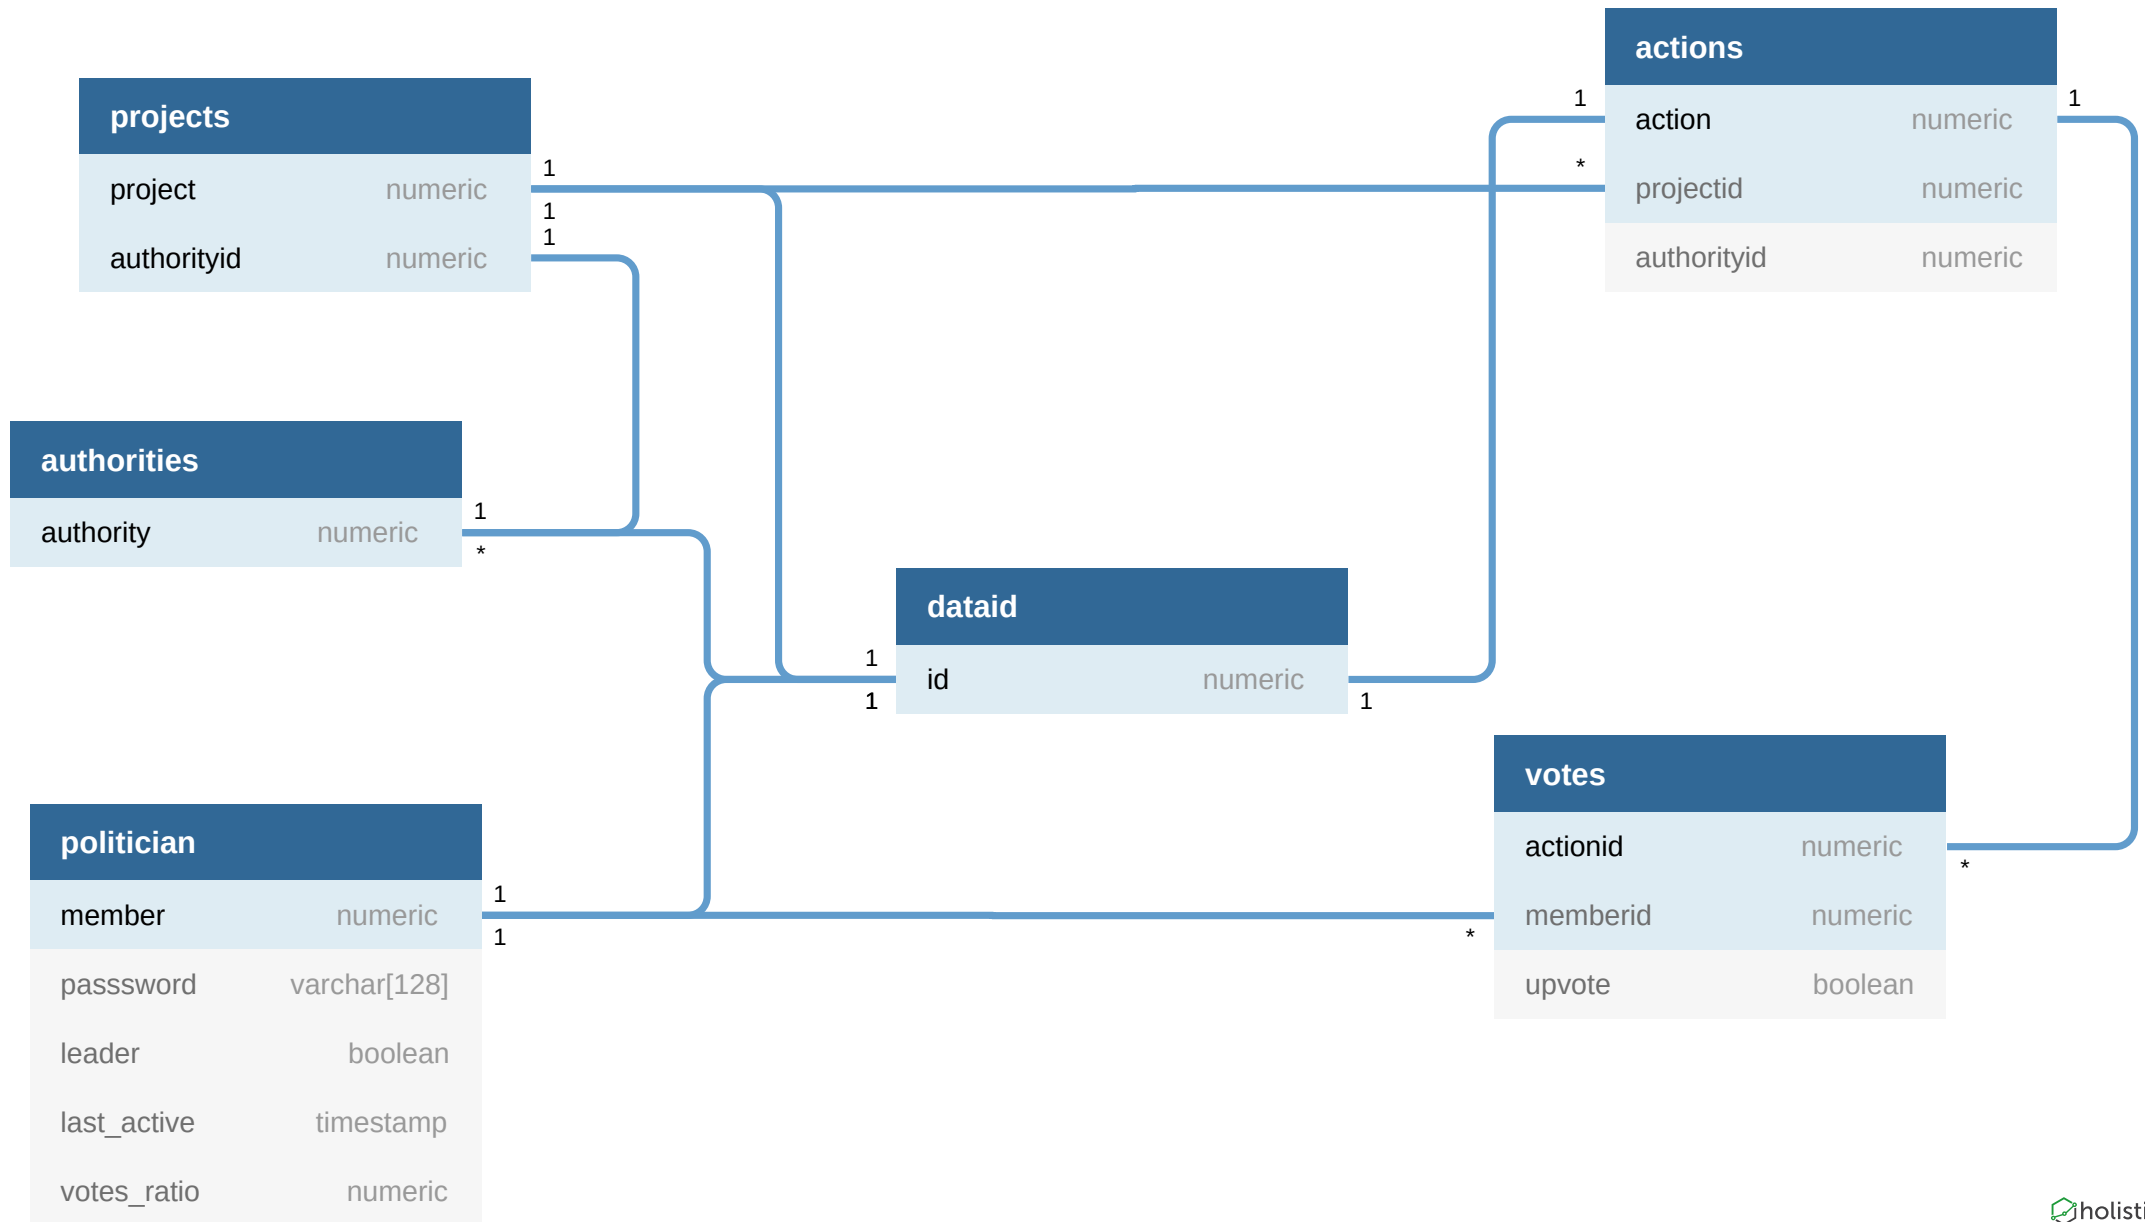 projects
project numeric
authorityid numeric
1
1
1
actions
action numeric
projectid numeric
authorityid numeric
1
*
1
authorities
authority numeric
1
*
dataid
id numeric
1
1
1
politician
member numeric
passsword varchar[128]
leader boolean
last_active timestamp
votes_ratio numeric
1
1
votes
actionid numeric
memberid numeric
upvote boolean
*
*
holisti